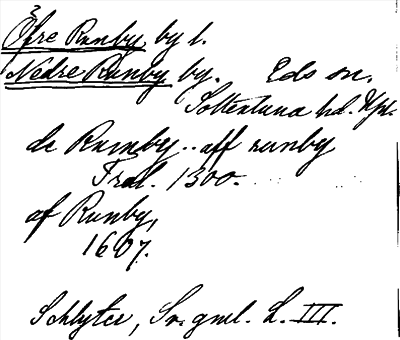 Öfre Runby by l.
Nedre Runby by. Eds sn.
Sollentuna hd. Upl.
de Runby .. aff runby
Tral. 1300.
af Runby,
1607.
Schlyter, Sv. gml. L. III.